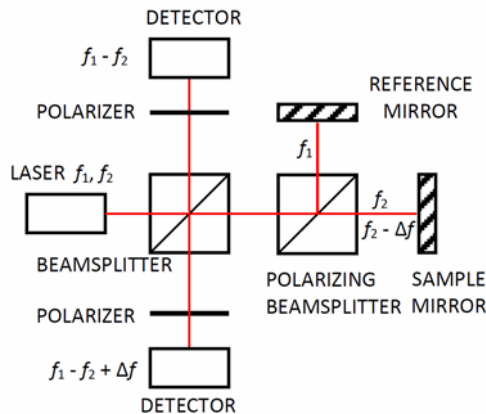 DETECTOR
f₁ - f₂
POLARIZER
REFERENCE
MIRROR
f₁
LASER f₁, f₂
f₂
f₂ - Δf
BEAMSPLITTER
POLARIZING
BEAMSPLITTER
SAMPLE
MIRROR
POLARIZER
f₁ - f₂ + Δf
DETECTOR